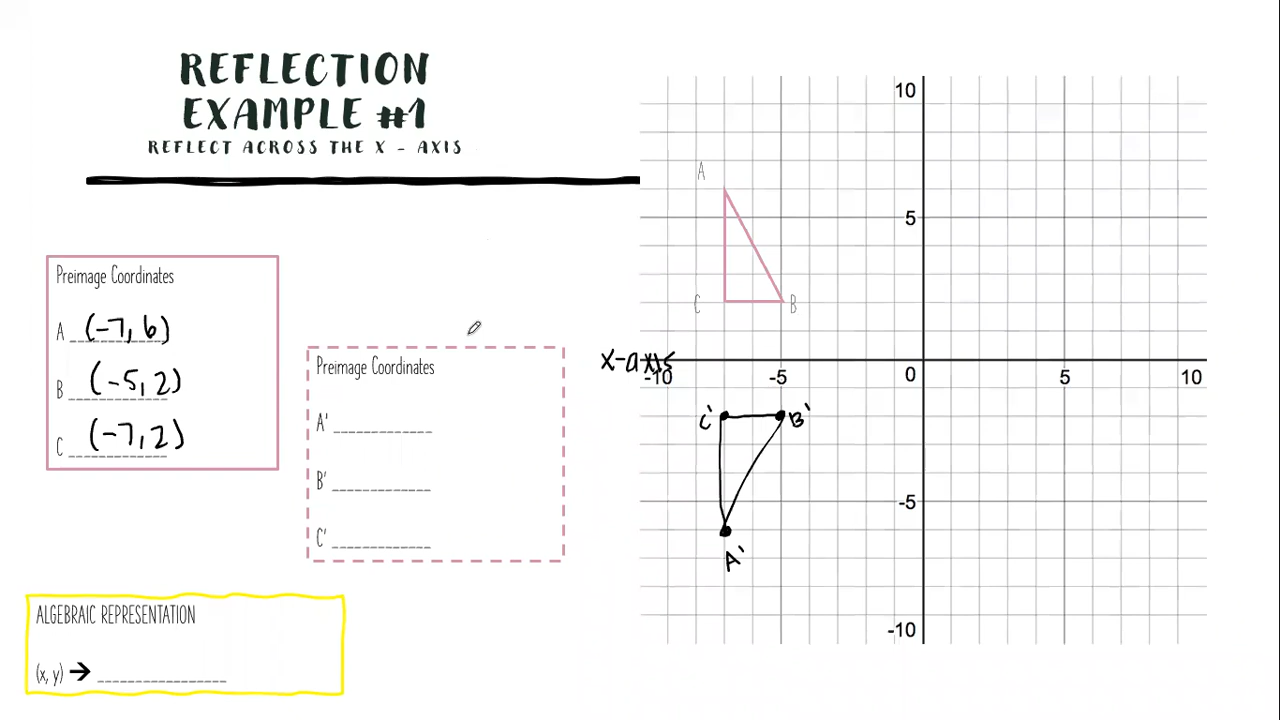 REFLECTION
EXAMPLE #1
REFLECT ACROSS THE X - AXIS
Preimage Coordinates
A (-7, 6)
B (-5, 2)
C (-7, 2)
Preimage Coordinates
A'
B'
C'
ALGEBRAIC REPRESENTATION
(x, y) →
10
A
5
C B
x-axis
-10 -5 0 5 10
C' B'
-5
A'
-10